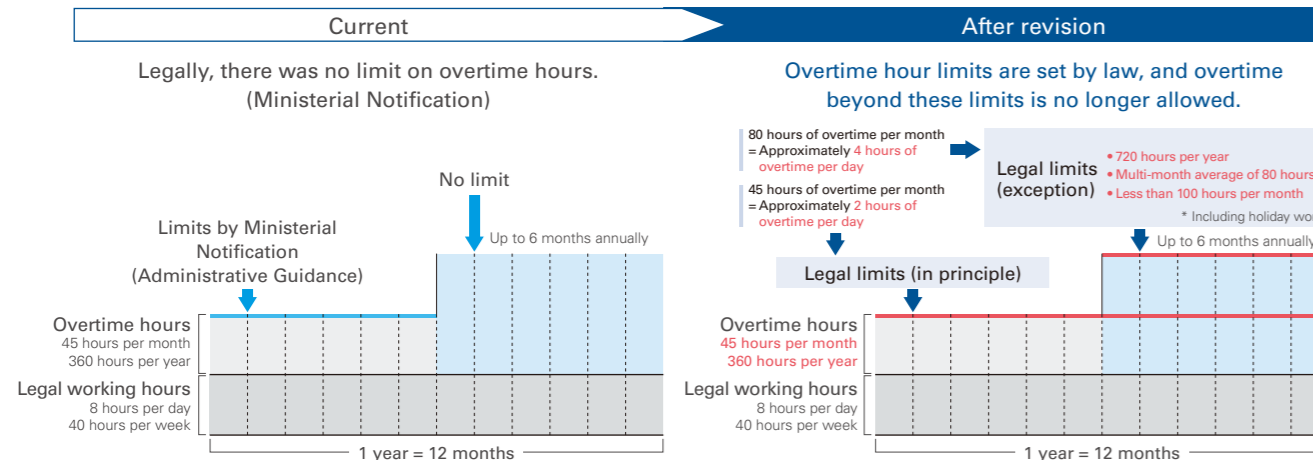 Current
After revision
Legally, there was no limit on overtime hours.
(Ministerial Notification)
No limit
Limits by Ministerial
Notification
(Administrative Guidance)
Up to 6 months annually
Overtime hours
45 hours per month
360 hours per year
Legal working hours
8 hours per day
40 hours per week
1 year = 12 months
Overtime hour limits are set by law, and overtime
beyond these limits is no longer allowed.
80 hours of overtime per month
= Approximately 4 hours of
overtime per day
45 hours of overtime per month
= Approximately 2 hours of
overtime per day
Legal limits
(exception)
• 720 hours per year
• Multi-month average of 80 hours
• Less than 100 hours per month
* Including holiday wor
Up to 6 months annually
Legal limits (in principle)
Overtime hours
45 hours per month
360 hours per year
Legal working hours
8 hours per day
40 hours per week
1 year = 12 months